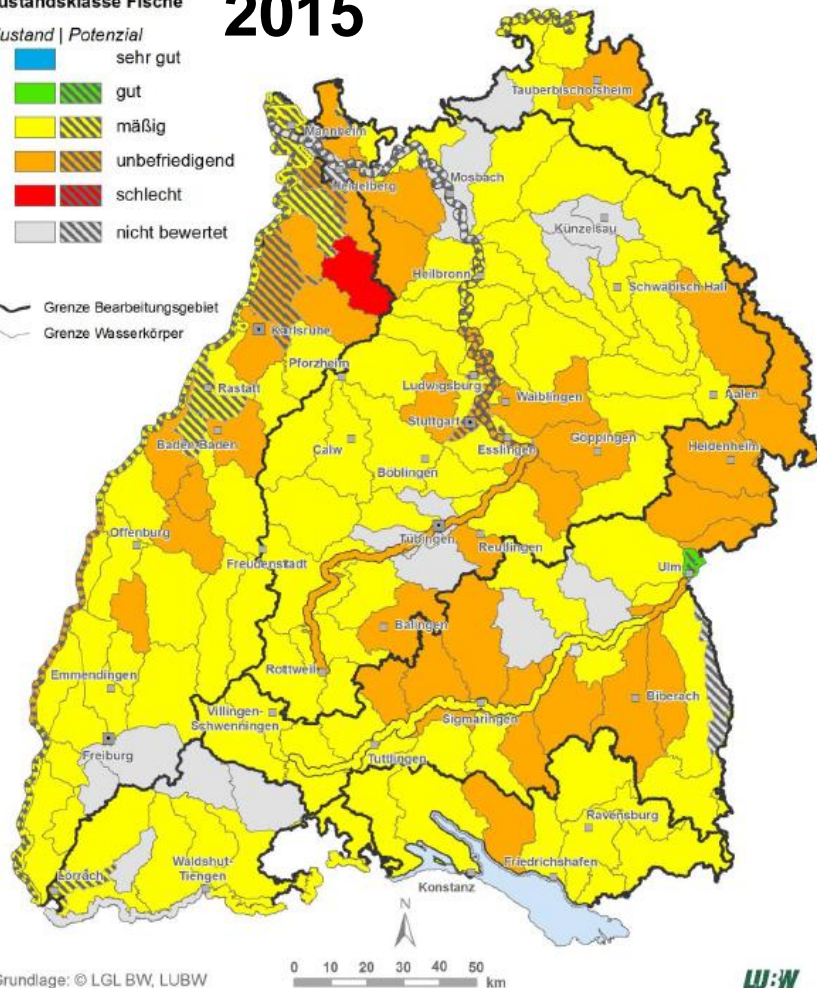 ustandsklasse Fische
2015
ustand | Potenzial
sehr gut
gut
mäßig
unbefriedigend
schlecht
nicht bewertet
Grenze Bearbeitungsgebiet
Grenze Wasserkörper
Tauberbischofsheim
Mannheim
Heidelberg
Mosbach
Künzelsau
Heilbronn
Schwäbisch Hall
Karlsruhe
Pforzheim
Ludwigsburg
Rastatt
Waiblingen
Aalen
Stuttgart
Baden-Baden
Calw
Esslingen
Göppingen
Heidenheim
Böblingen
Offenburg
Tübingen
Reutlingen
Freudenstadt
Ulm
Balingen
Rottweil
Emmendingen
Biberach
Villingen-
Schwenningen
Sigmaringen
Tuttlingen
Freiburg
Ravensburg
Lörrach
Waldshut-
Tiengen
Friedrichshafen
Konstanz
N
0 10 20 30 40 50
km
Grundlage: © LGL BW, LUBW
LUBW